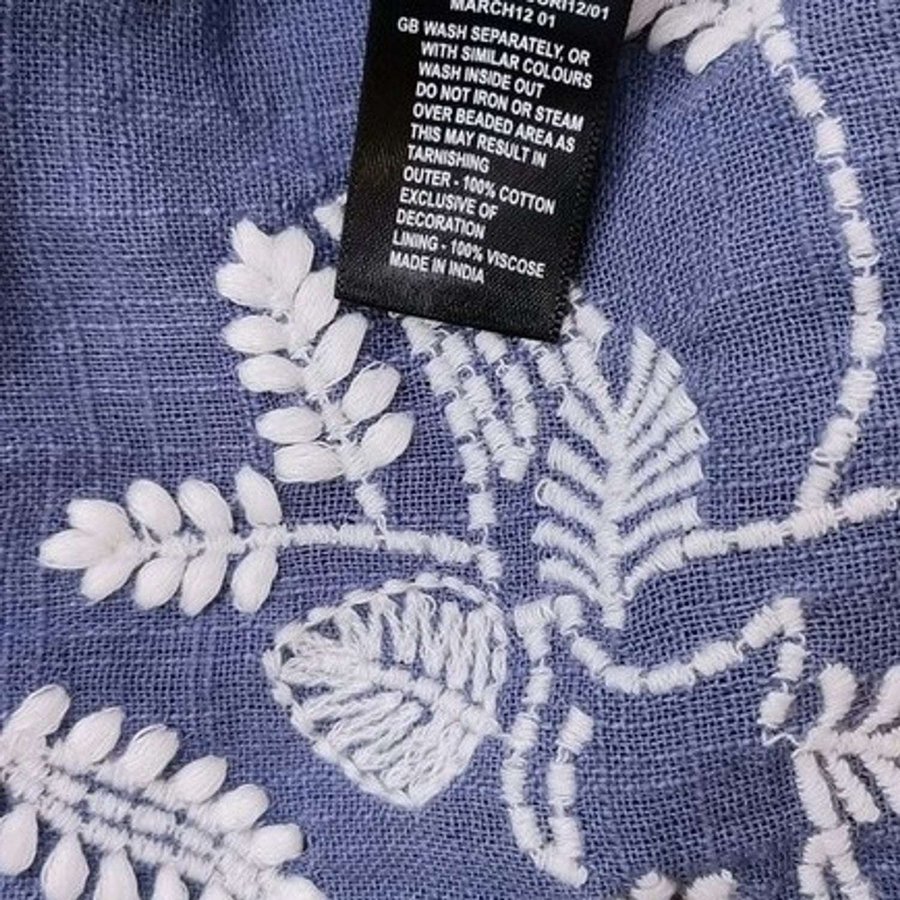 MARCH12 01
GB WASH SEPARATELY, OR
WITH SIMILAR COLOURS
WASH INSIDE OUT
DO NOT IRON OR STEAM
OVER BEADED AREA AS
THIS MAY RESULT IN
TARNISHING
OUTER - 100% COTTON
EXCLUSIVE OF
DECORATION
LINING - 100% VISCOSE
MADE IN INDIA